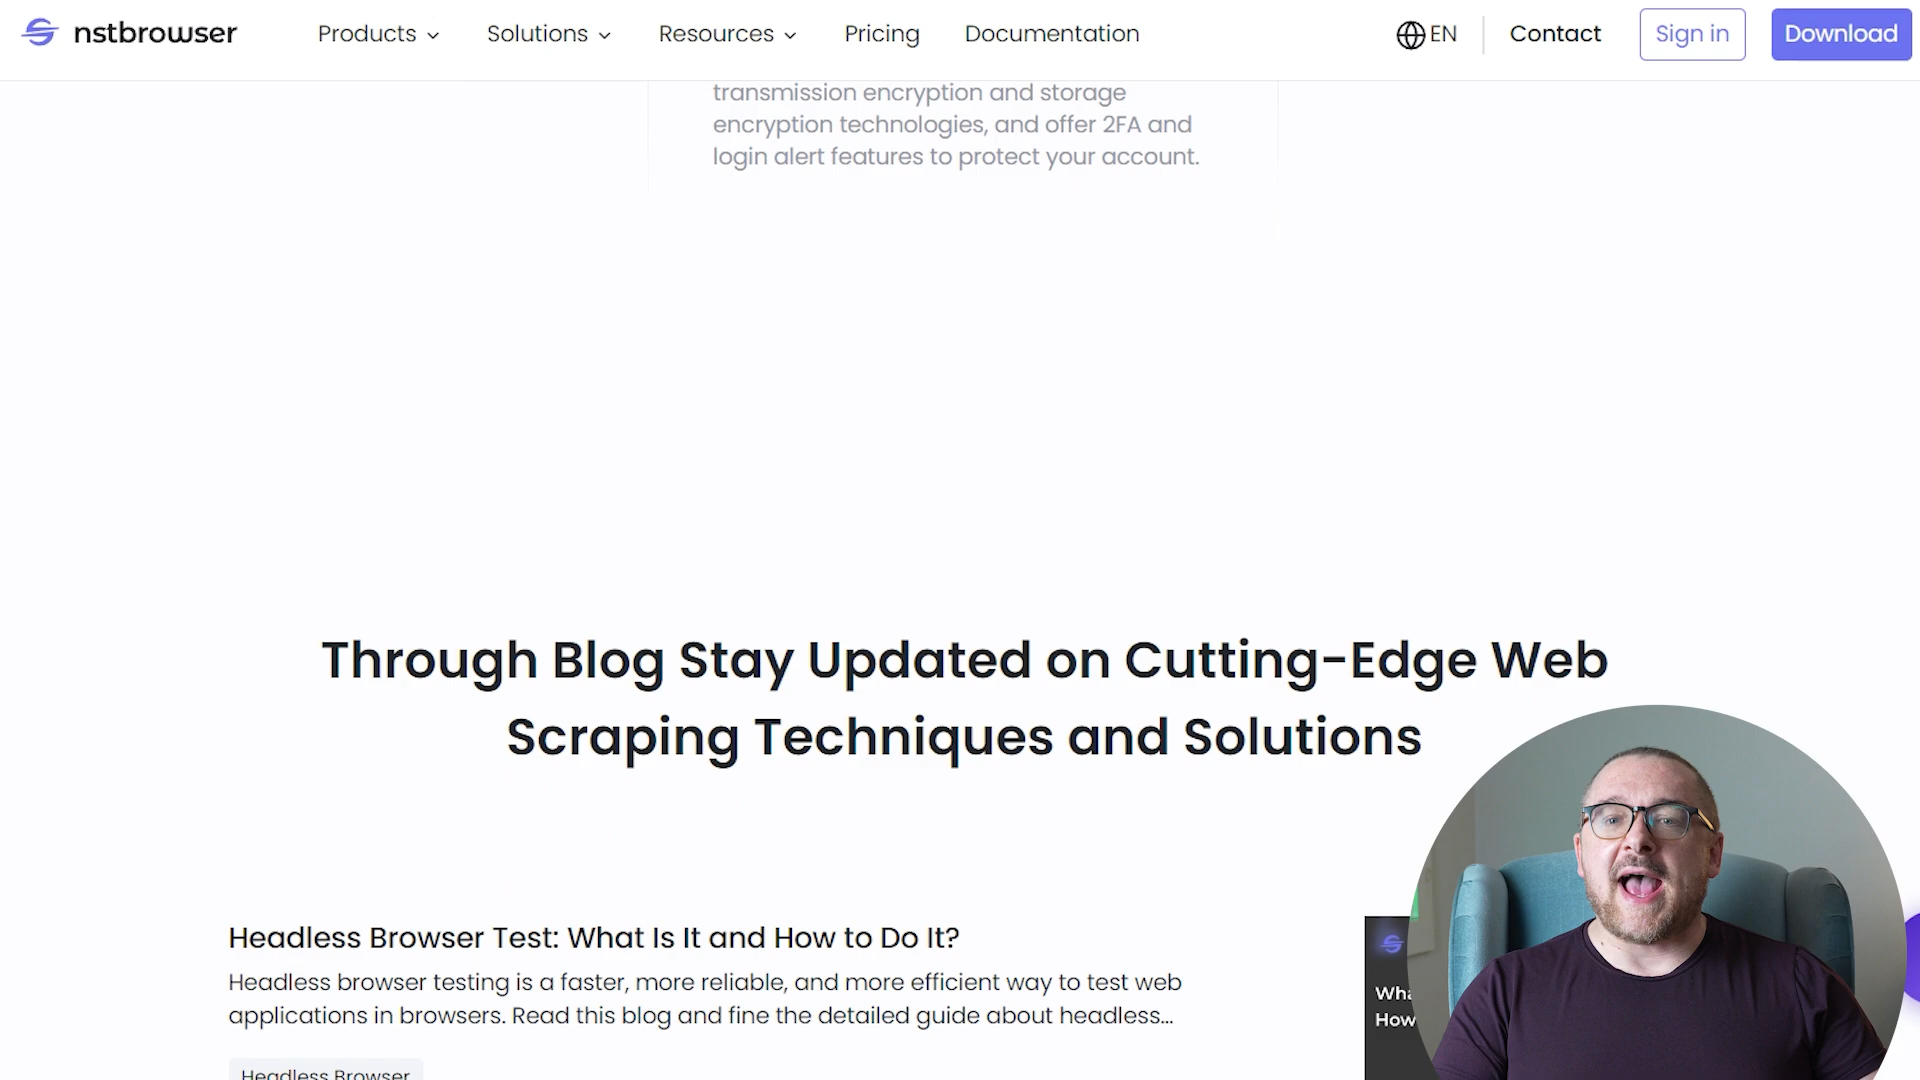 nstbrowser
Products
Solutions
Resources
Pricing
Documentation
EN
Contact
Sign in
Download
transmission encryption and storage
encryption technologies, and offer 2FA and
login alert features to protect your account.
Through Blog Stay Updated on Cutting-Edge Web
Scraping Techniques and Solutions
Headless Browser Test: What Is It and How to Do It?
Headless browser testing is a faster, more reliable, and more efficient way to test web
applications in browsers. Read this blog and fine the detailed guide about headless...
How
Headless Browser